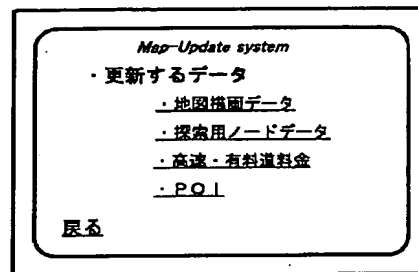 Map-Update system
・更新するデータ
・地図描画データ
・探索用ノードデータ
・高速・有料道料金
・POI
戻る